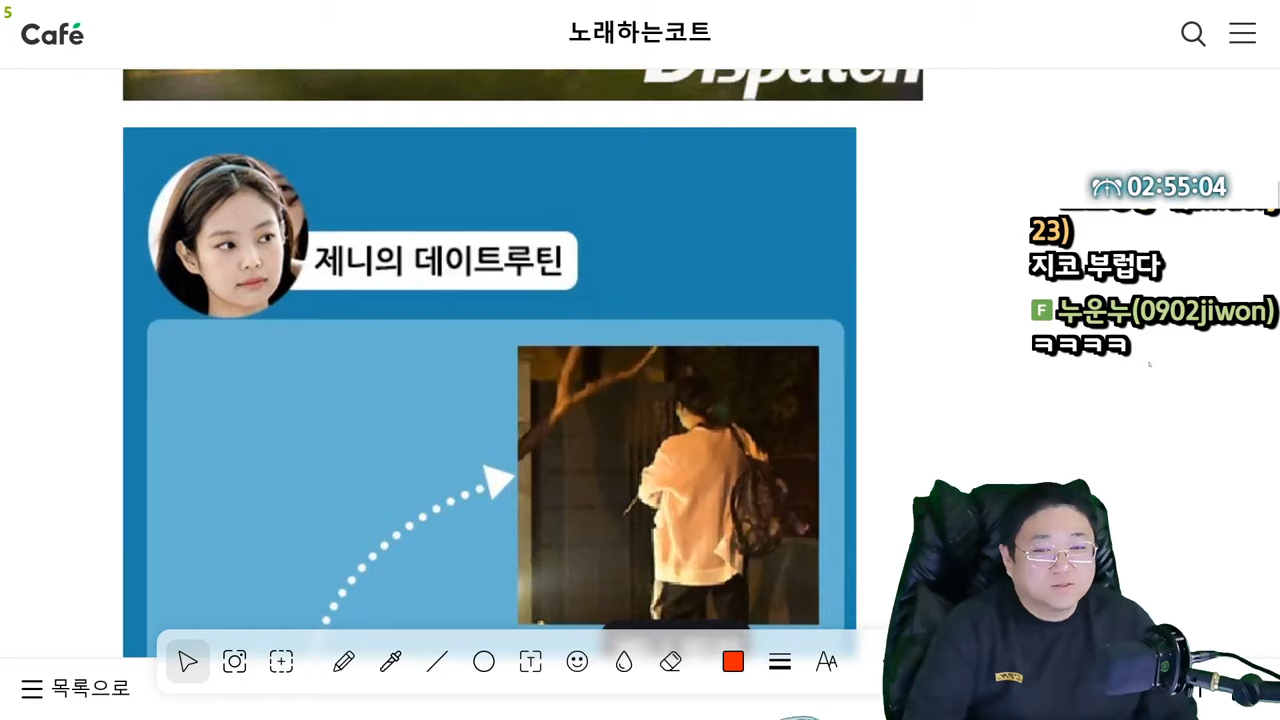 5
Café
노래하는코트
Dispatch
제니의 데이트루틴
02:55:04
23)
지코 부럽다
F 누운누(0902jiwon)
ㅋㅋㅋㅋ
T
AA
목록으로